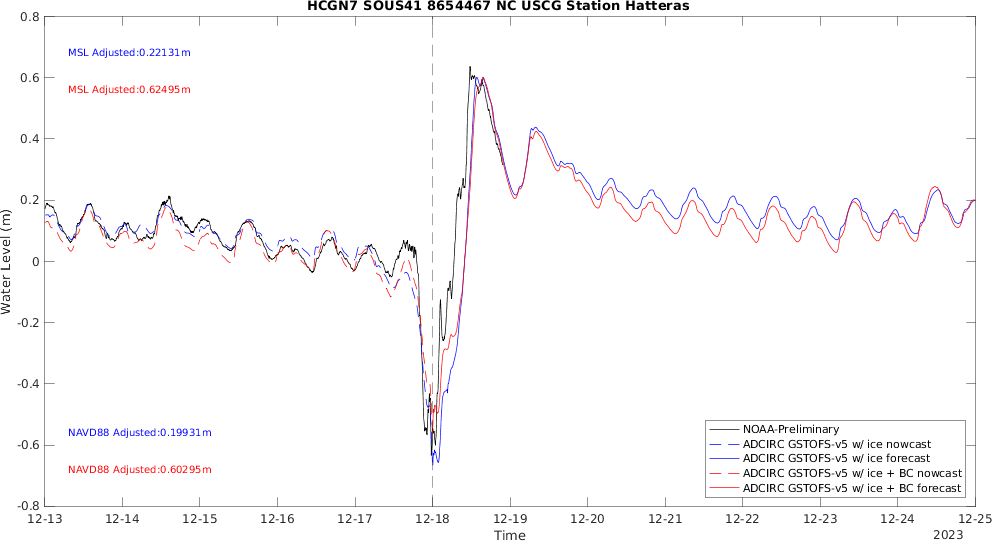 HCGN7 SOUS41 8654467 NC USCG Station Hatteras
0.8
0.6
0.4
0.2
0
-0.2
-0.4
-0.6
-0.8
Water Level (m)
MSL Adjusted:0.22131m
MSL Adjusted:0.62495m
NAVD88 Adjusted:0.19931m
NAVD88 Adjusted:0.60295m
NOAA-Preliminary
ADCIRC GSTOFS-v5 w/ ice nowcast
ADCIRC GSTOFS-v5 w/ ice forecast
ADCIRC GSTOFS-v5 w/ ice + BC nowcast
ADCIRC GSTOFS-v5 w/ ice + BC forecast
12-13 12-14 12-15 12-16 12-17 12-18 12-19 12-20 12-21 12-22 12-23 12-24 12-25
Time
2023